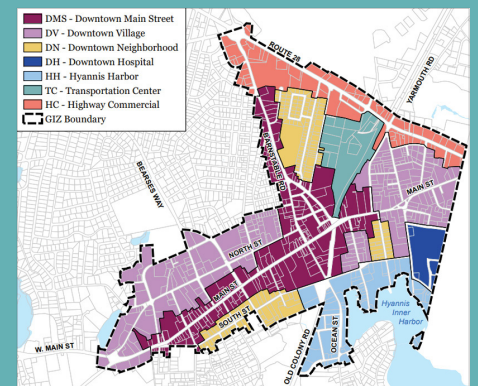 DMS - Downtown Main Street
DV - Downtown Village
DN - Downtown Neighborhood
DH - Downtown Hospital
HH - Hyannis Harbor
TC - Transportation Center
HC - Highway Commercial
GIZ Boundary
ROUTE 28
YARMOUTH RD
BARNSTABLE RD
BEARSES WAY
MAIN ST
NORTH ST
MAIN ST
SOUTH ST
W. MAIN ST
OLD COLONY RD
OCEAN ST
Hyannis
Inner
Harbor